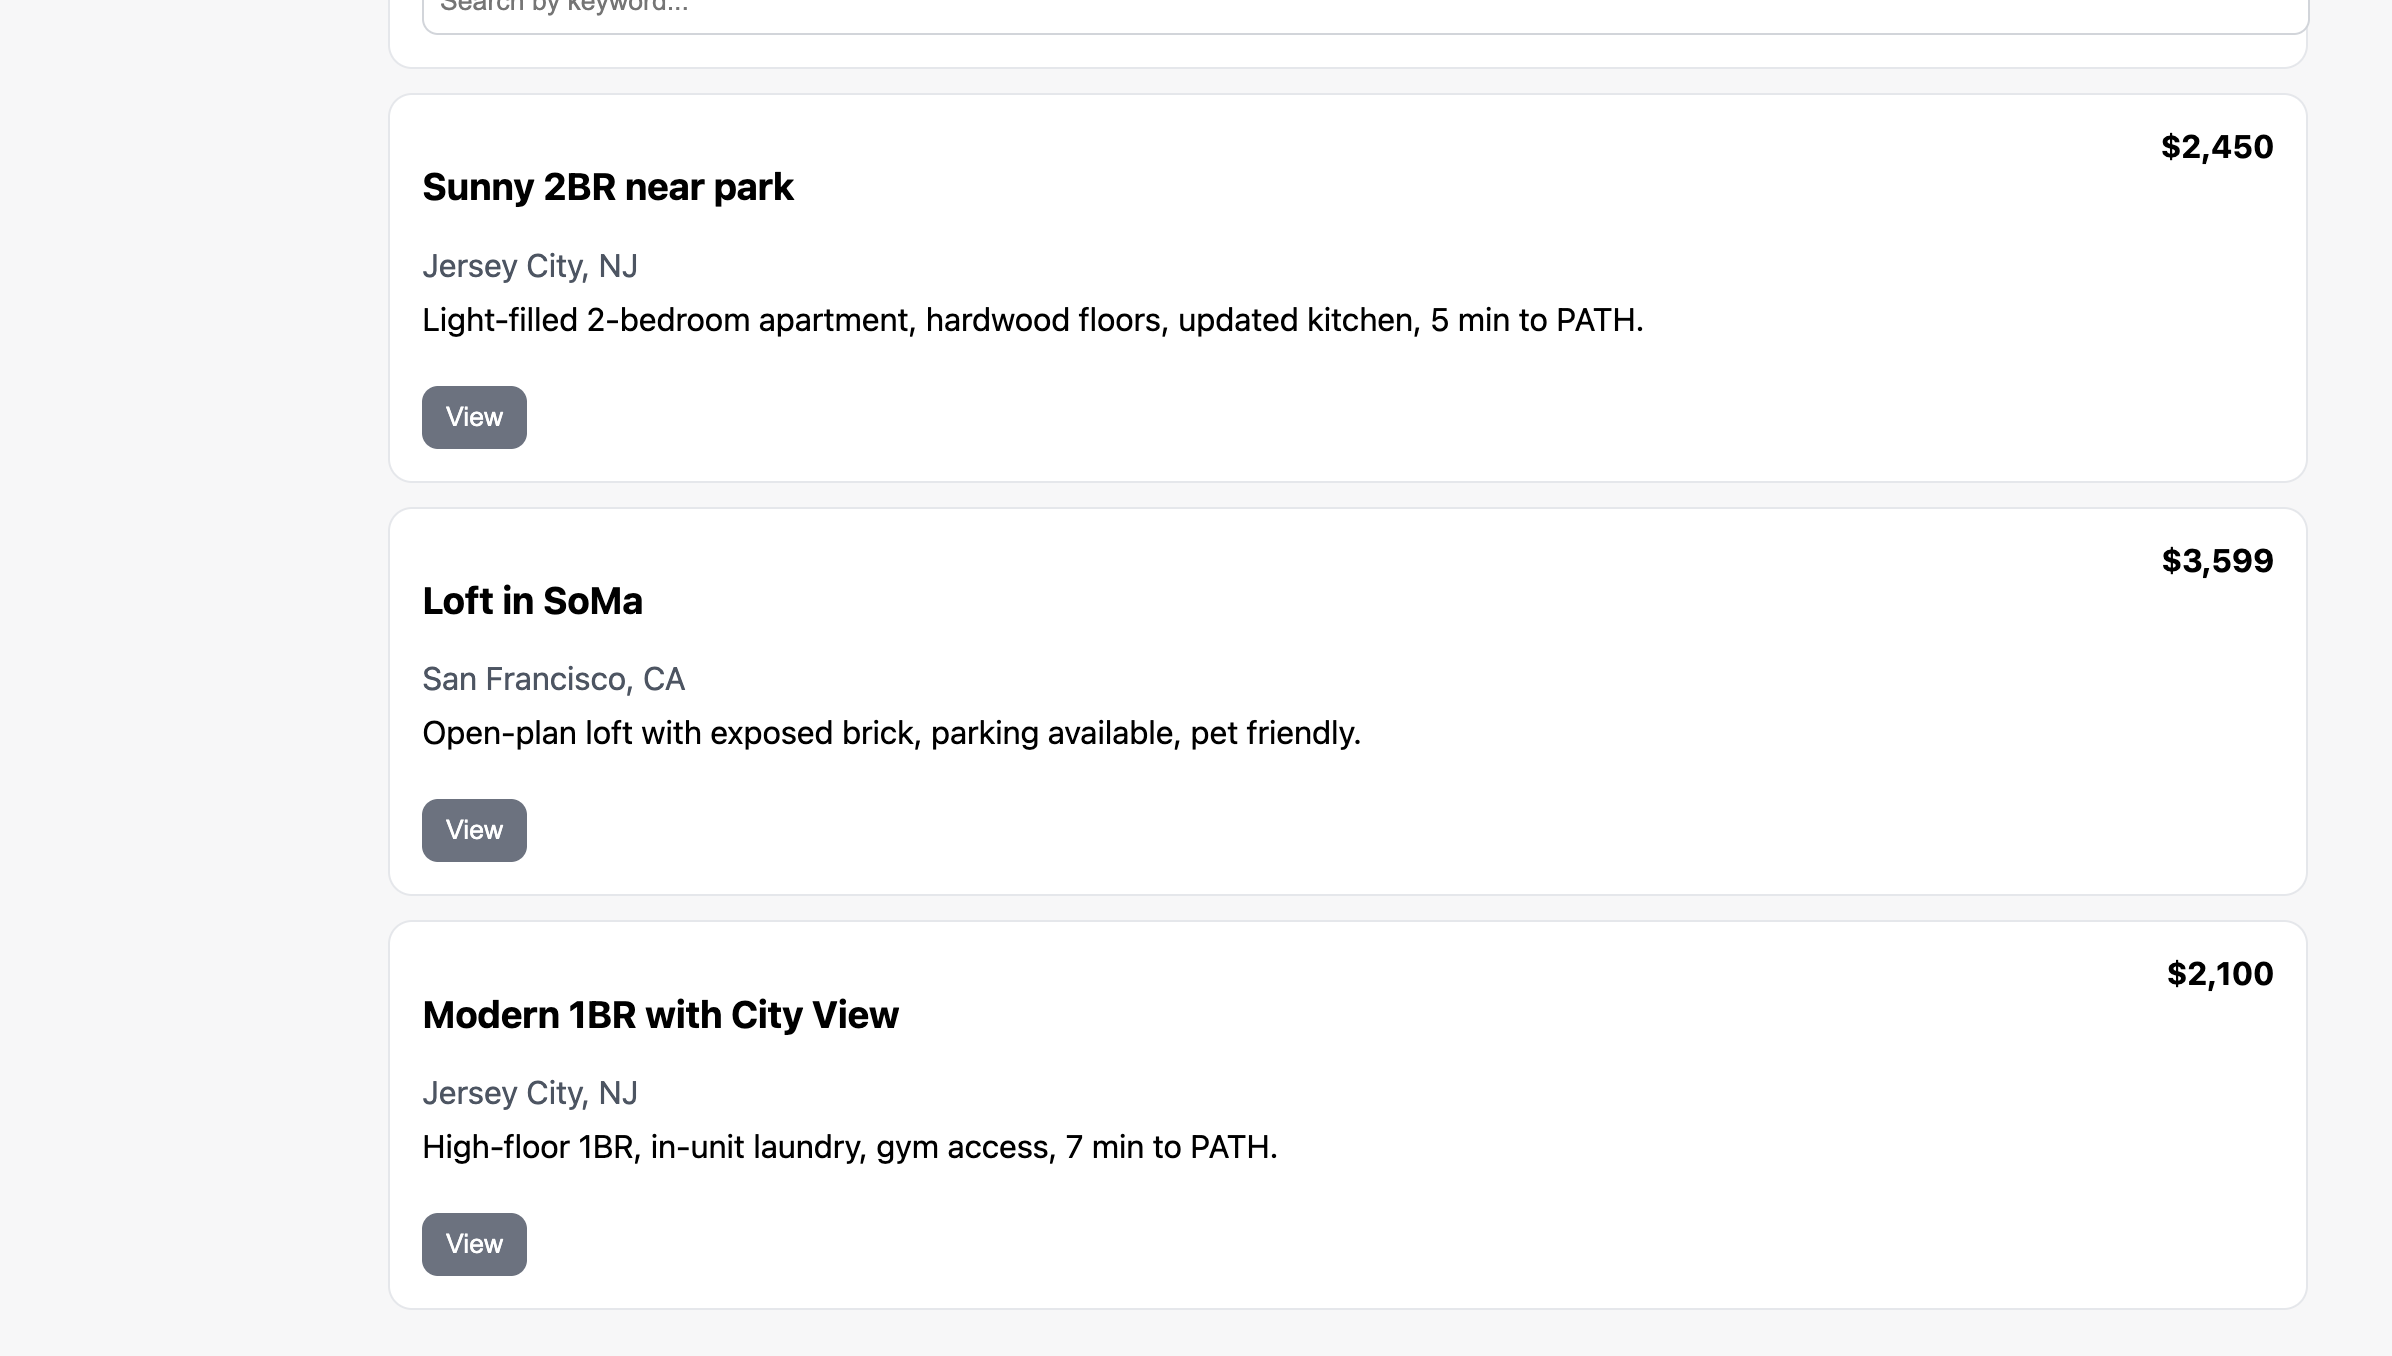 Search by keyword...
$2,450
Sunny 2BR near park
Jersey City, NJ
Light-filled 2-bedroom apartment, hardwood floors, updated kitchen, 5 min to PATH.
View
$3,599
Loft in SoMa
San Francisco, CA
Open-plan loft with exposed brick, parking available, pet friendly.
View
$2,100
Modern 1BR with City View
Jersey City, NJ
High-floor 1BR, in-unit laundry, gym access, 7 min to PATH.
View